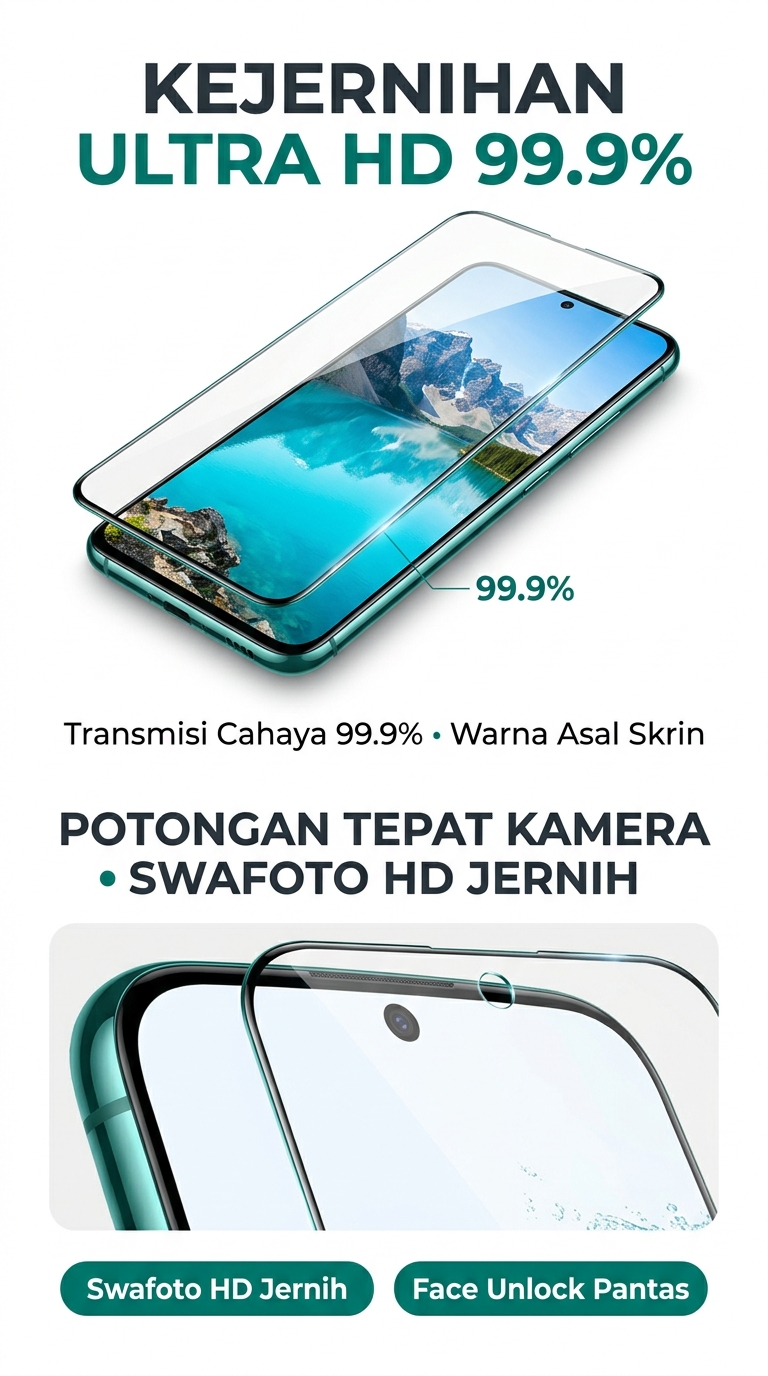 KEJERNIHAN
ULTRA HD 99.9%
99.9%
Transmisi Cahaya 99.9% • Warna Asal Skrin
POTONGAN TEPAT KAMERA
• SWAFOTO HD JERNIH
Swafoto HD Jernih
Face Unlock Pantas